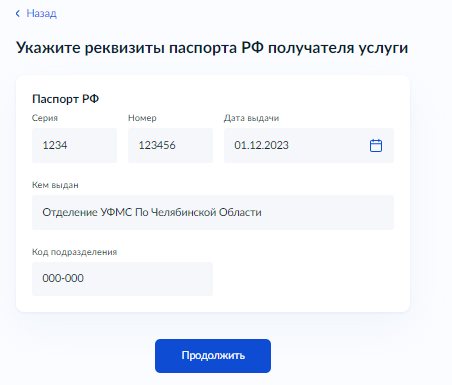 Назад
Укажите реквизиты паспорта РФ получателя услуги
Паспорт РФ
Серия Номер Дата выдачи
1234 123456 01.12.2023
Кем выдан
Отделение УФМС По Челябинской Области
Код подразделения
000-000
Продолжить